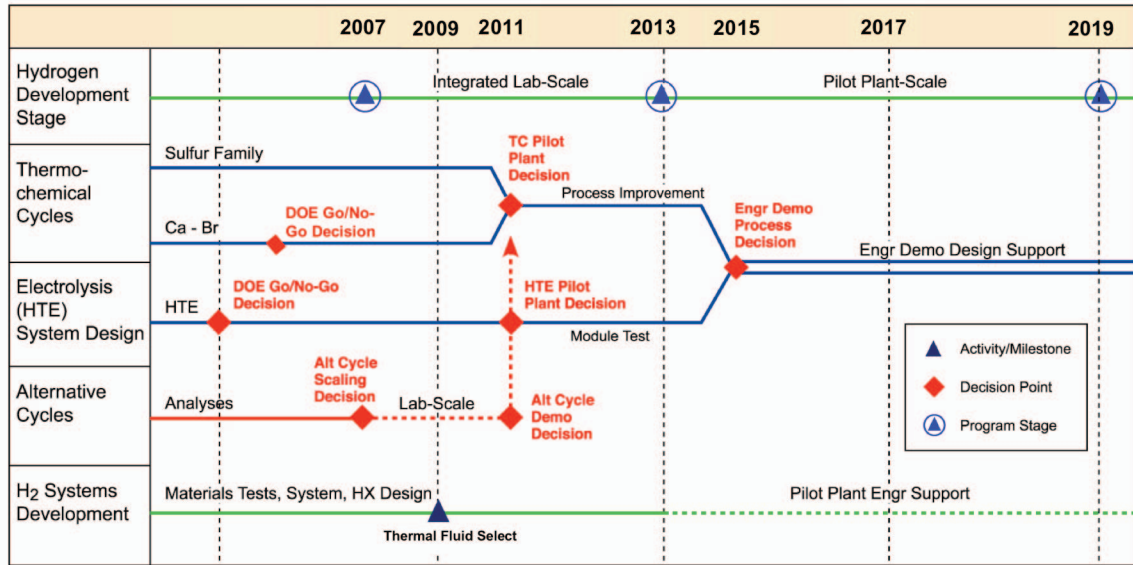 2007 2009 2011 2013 2015 2017 2019
Hydrogen
Development
Stage
Integrated Lab-Scale
Pilot Plant-Scale
Thermo-
chemical
Cycles
Sulfur Family
TC Pilot
Plant
Decision
Process Improvement
Ca - Br
DOE Go/No-
Go Decision
Engr Demo
Process
Decision
Engr Demo Design Support
Electrolysis
(HTE)
System Design
HTE
DOE Go/No-Go
Decision
HTE Pilot
Plant Decision
Module Test
Alternative
Cycles
Analyses
Alt Cycle
Scaling
Decision
Lab-Scale
Alt Cycle
Demo
Decision
Activity/Milestone
Decision Point
Program Stage
H2 Systems
Development
Materials Tests, System, HX Design
Thermal Fluid Select
Pilot Plant Engr Support